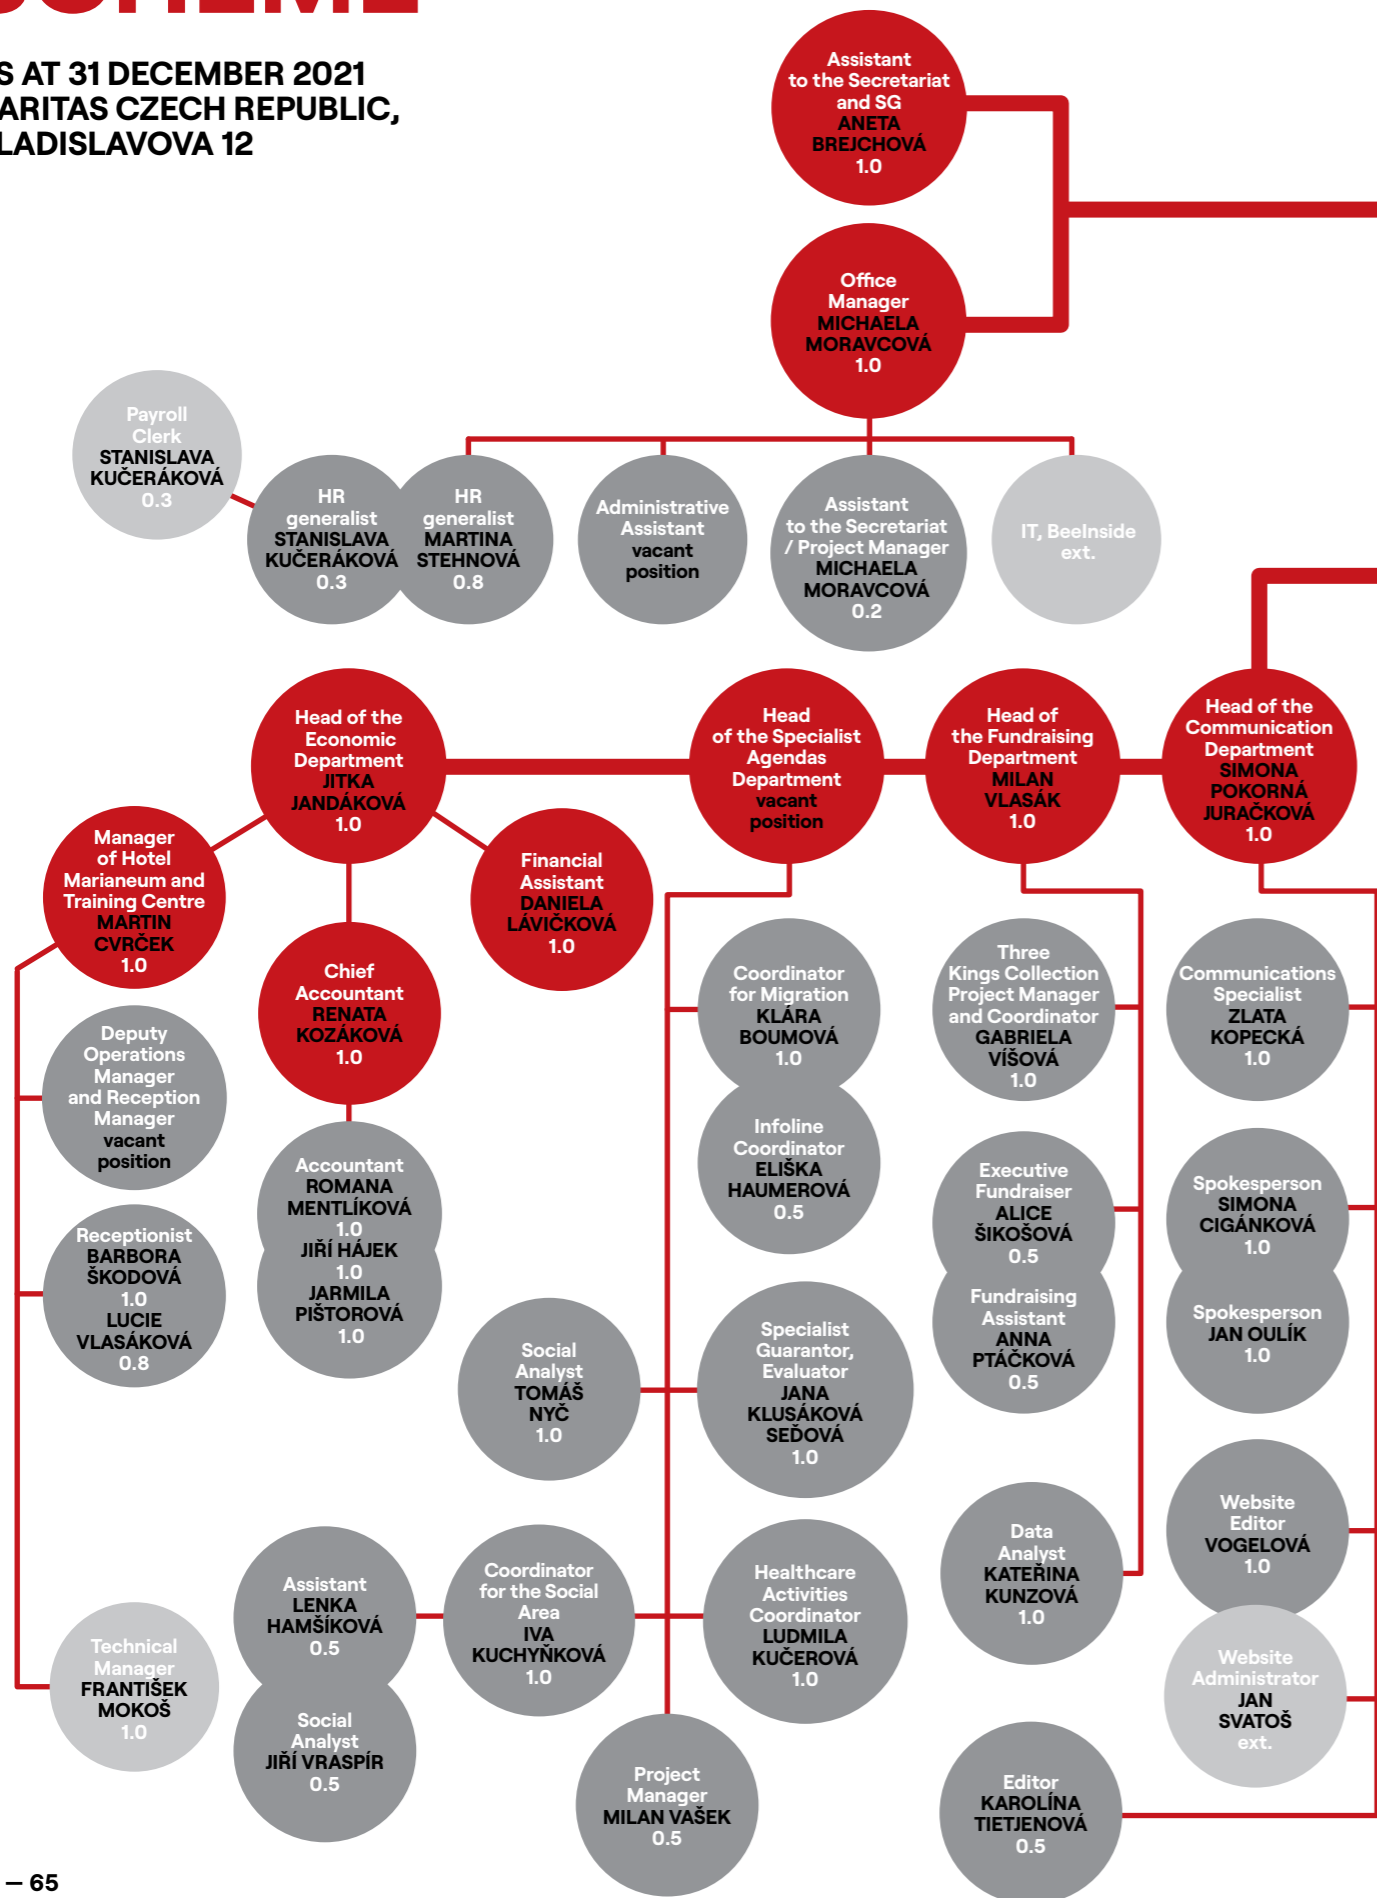 S AT 31 DECEMBER 2021
ARITAS CZECH REPUBLIC,
LADISLAVOVA 12
Assistant
to the Secretariat
and SG
ANETA
BREJCHOVÁ
1.0
Office
Manager
MICHAELA
MORAVCOVÁ
1.0
Payroll
Clerk
STANISLAVA
KUČERÁKOVÁ
0.3
HR
generalist
STANISLAVA
KUČERÁKOVÁ
0.3
HR
generalist
MARTINA
STEHNOVÁ
0.8
Administrative
Assistant
vacant
position
Assistant
to the Secretariat
/ Project Manager
MICHAELA
MORAVCOVÁ
0.2
IT, BeeInside
ext.
Head of the
Economic
Department
JITKA
JANDÁKOVÁ
1.0
Head
of the Specialist
Agendas
Department
vacant
position
Head of
the Fundraising
Department
MILAN
VLASÁK
1.0
Head of the
Communication
Department
SIMONA
POKORNÁ
JURAČKOVÁ
1.0
Manager
of Hotel
Marianeum and
Training Centre
MARTIN
CVRČEK
1.0
Financial
Assistant
DANIELA
LÁVIČKOVÁ
1.0
Chief
Accountant
RENATA
KOZÁKOVÁ
1.0
Deputy
Operations
Manager
and Reception
Manager
vacant
position
Receptionist
BARBORA
ŠKODOVÁ
1.0
LUCIE
VLASÁKOVÁ
0.8
Technical
Manager
FRANTIŠEK
MOKOŠ
1.0
Accountant
ROMANA
MENTLÍKOVÁ
1.0
JIŘÍ HÁJEK
1.0
JARMILA
PIŠTOROVÁ
1.0
Coordinator
for Migration
KLÁRA
BOUMOVÁ
1.0
Infoline
Coordinator
ELIŠKA
HAUMEROVÁ
0.5
Social
Analyst
TOMÁŠ
NYČ
1.0
Specialist
Guarantor,
Evaluator
JANA
KLUSÁKOVÁ
SEĎOVÁ
1.0
Assistant
LENKA
HAMŠÍKOVÁ
0.5
Social
Analyst
JIŘÍ VRASPÍR
0.5
Coordinator
for the Social
Area
IVA
KUCHYŇKOVÁ
1.0
Healthcare
Activities
Coordinator
LUDMILA
KUČEROVÁ
1.0
Project
Manager
MILAN VAŠEK
0.5
Three
Kings Collection
Project Manager
and Coordinator
GABRIELA
VÍŠOVÁ
1.0
Executive
Fundraiser
ALICE
ŠIKOŠOVÁ
0.5
Fundraising
Assistant
ANNA
PTÁČKOVÁ
0.5
Data
Analyst
KATEŘINA
KUNZOVÁ
1.0
Communications
Specialist
ZLATA
KOPECKÁ
1.0
Spokesperson
SIMONA
CIGÁNKOVÁ
1.0
Spokesperson
JAN OULÍK
1.0
Website
Editor
VOGELOVÁ
1.0
Website
Administrator
JAN
SVATOŠ
ext.
Editor
KAROLÍNA
TIETJENOVÁ
0.5
— 65